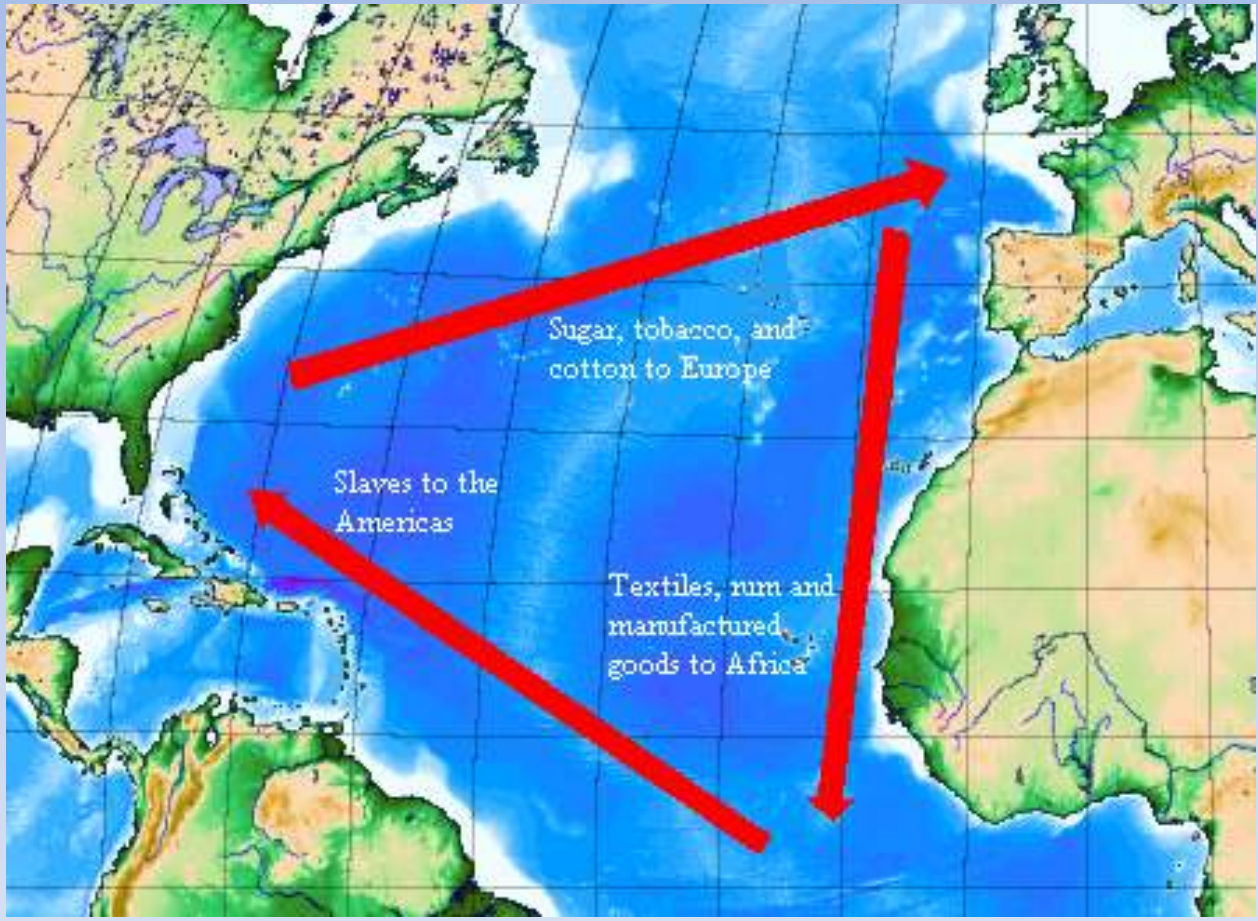 Sugar, tobacco, and
cotton to Europe
Slaves to the
Americas
Textiles, rum and
manufactured
goods to Africa